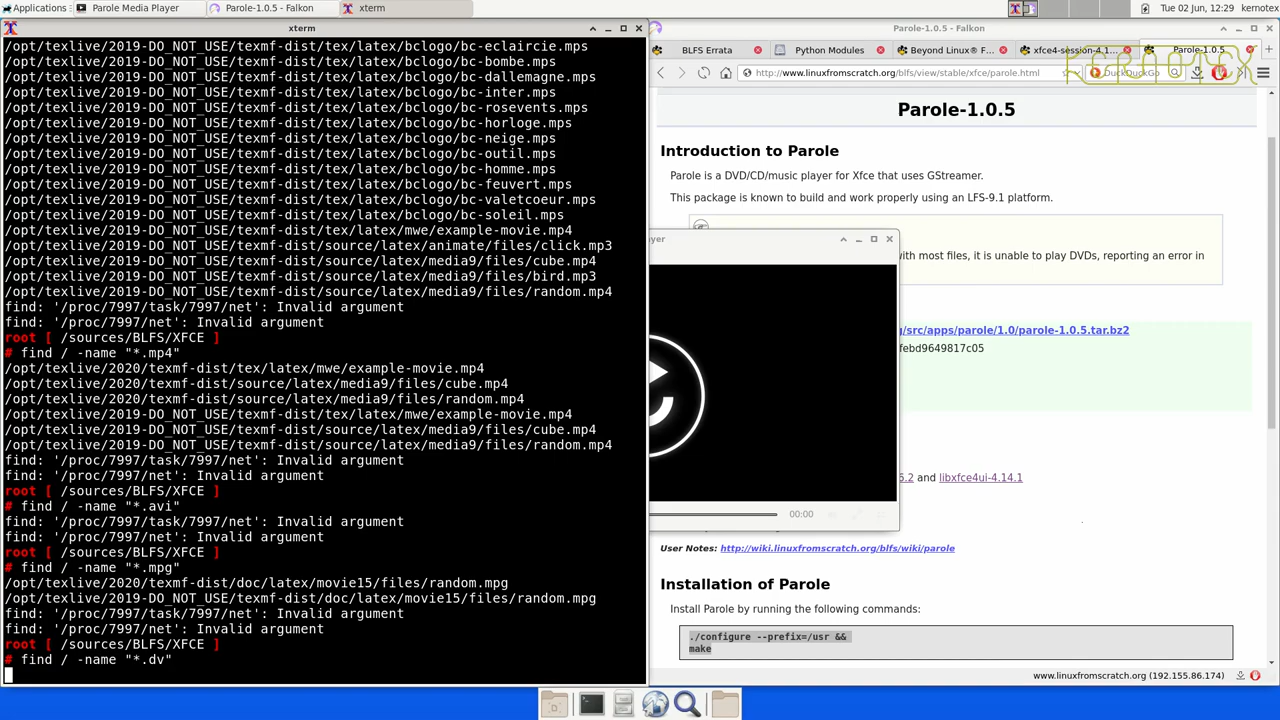 Applications
Parole Media Player
Parole-1.0.5 - Falkon
xterm
Tue 02 Jun, 12:29
kernotex
xterm
/opt/texlive/2019-DO_NOT_USE/texmf-dist/tex/latex/bclogo/bc-eclaircie.mps
/opt/texlive/2019-DO_NOT_USE/texmf-dist/tex/latex/bclogo/bc-bombe.mps
/opt/texlive/2019-DO_NOT_USE/texmf-dist/tex/latex/bclogo/bc-dallemagne.mps
/opt/texlive/2019-DO_NOT_USE/texmf-dist/tex/latex/bclogo/bc-inter.mps
/opt/texlive/2019-DO_NOT_USE/texmf-dist/tex/latex/bclogo/bc-rosevents.mps
/opt/texlive/2019-DO_NOT_USE/texmf-dist/tex/latex/bclogo/bc-horloge.mps
/opt/texlive/2019-DO_NOT_USE/texmf-dist/tex/latex/bclogo/bc-neige.mps
/opt/texlive/2019-DO_NOT_USE/texmf-dist/tex/latex/bclogo/bc-outil.mps
/opt/texlive/2019-DO_NOT_USE/texmf-dist/tex/latex/bclogo/bc-homme.mps
/opt/texlive/2019-DO_NOT_USE/texmf-dist/tex/latex/bclogo/bc-feuvert.mps
/opt/texlive/2019-DO_NOT_USE/texmf-dist/tex/latex/bclogo/bc-valetcoeur.mps
/opt/texlive/2019-DO_NOT_USE/texmf-dist/tex/latex/bclogo/bc-soleil.mps
/opt/texlive/2019-DO_NOT_USE/texmf-dist/tex/latex/mwe/example-movie.mp4
/opt/texlive/2019-DO_NOT_USE/texmf-dist/source/latex/animate/files/click.mp3
/opt/texlive/2019-DO_NOT_USE/texmf-dist/source/latex/media9/files/cube.mp4
/opt/texlive/2019-DO_NOT_USE/texmf-dist/source/latex/media9/files/bird.mp3
/opt/texlive/2019-DO_NOT_USE/texmf-dist/source/latex/media9/files/random.mp4
find: '/proc/7997/task/7997/net': Invalid argument
find: '/proc/7997/net': Invalid argument
root [ /sources/BLFS/XFCE ]
# find / -name "*.mp4"
/opt/texlive/2020/texmf-dist/tex/latex/mwe/example-movie.mp4
/opt/texlive/2020/texmf-dist/source/latex/media9/files/cube.mp4
/opt/texlive/2020/texmf-dist/source/latex/media9/files/random.mp4
/opt/texlive/2019-DO_NOT_USE/texmf-dist/tex/latex/mwe/example-movie.mp4
/opt/texlive/2019-DO_NOT_USE/texmf-dist/source/latex/media9/files/cube.mp4
/opt/texlive/2019-DO_NOT_USE/texmf-dist/source/latex/media9/files/random.mp4
find: '/proc/7997/task/7997/net': Invalid argument
find: '/proc/7997/net': Invalid argument
root [ /sources/BLFS/XFCE ]
# find / -name "*.avi"
find: '/proc/7997/task/7997/net': Invalid argument
find: '/proc/7997/net': Invalid argument
root [ /sources/BLFS/XFCE ]
# find / -name "*.mpg"
/opt/texlive/2020/texmf-dist/doc/latex/movie15/files/random.mpg
/opt/texlive/2019-DO_NOT_USE/texmf-dist/doc/latex/movie15/files/random.mpg
find: '/proc/7997/task/7997/net': Invalid argument
find: '/proc/7997/net': Invalid argument
root [ /sources/BLFS/XFCE ]
# find / -name "*.dv"
Parole-1.0.5 - Falkon
BLFS Errata
Python Modules
Beyond Linux® F...
xfce4-session-4.1...
Parole-1.0.5
http://www.linuxfromscratch.org/blfs/view/stable/xfce/parole.html
DuckDuckGo
KERNOTEX
Parole-1.0.5
Introduction to Parole
Parole is a DVD/CD/music player for Xfce that uses GStreamer.
This package is known to build and work properly using an LFS-9.1 platform.
ayer
with most files, it is unable to play DVDs, reporting an error in
g/src/apps/parole/1.0/parole-1.0.5.tar.bz2
febd9649817c05
6.2 and libxfce4ui-4.14.1
00:00
User Notes: http://wiki.linuxfromscratch.org/blfs/wiki/parole
Installation of Parole
Install Parole by running the following commands:
./configure --prefix=/usr &&
make
www.linuxfromscratch.org (192.155.86.174)